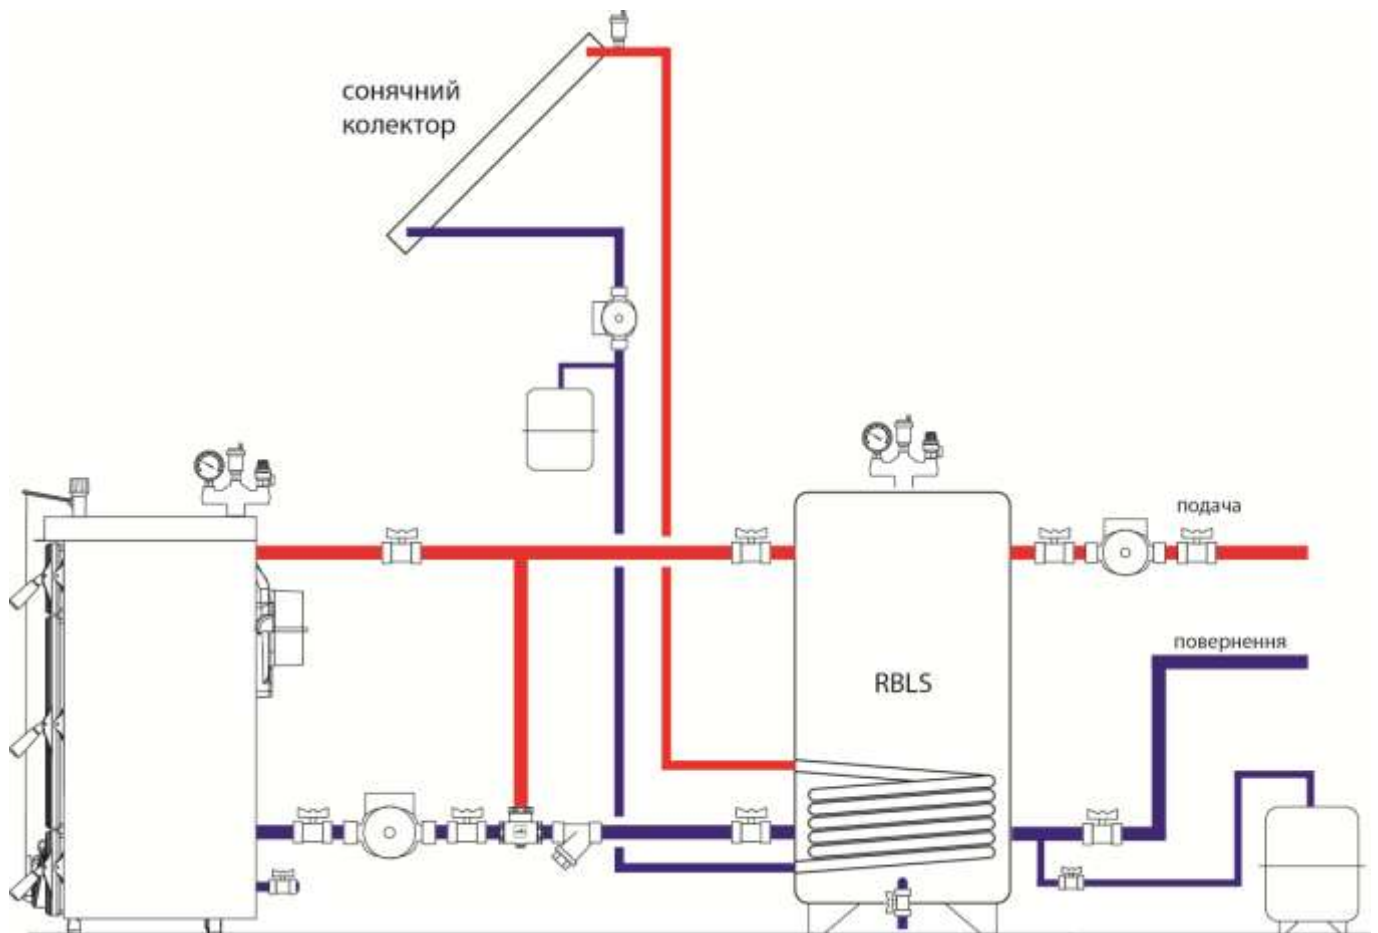 сонячний
колектор
подача
повернення
RBLS